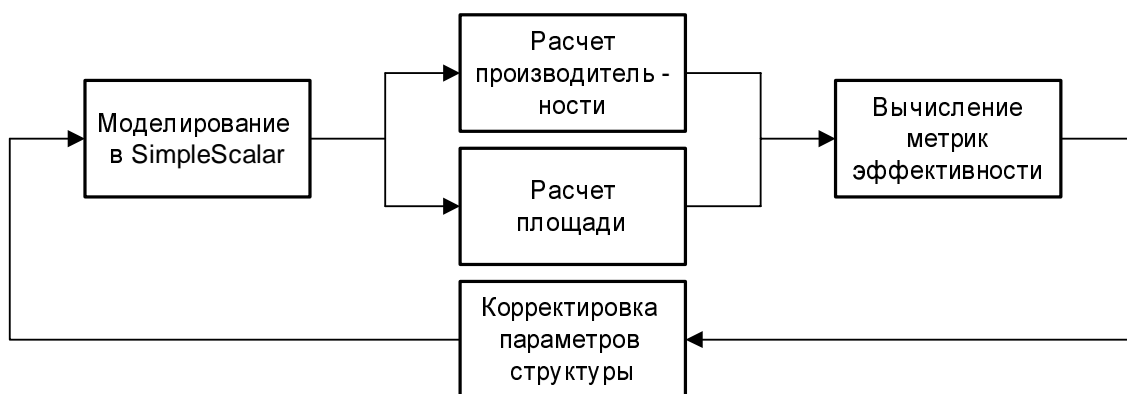 Моделирование
в SimpleScalar
Расчет
производитель -
ности
Расчет
площади
Вычисление
метрик
эффективности
Корректировка
параметров
структуры